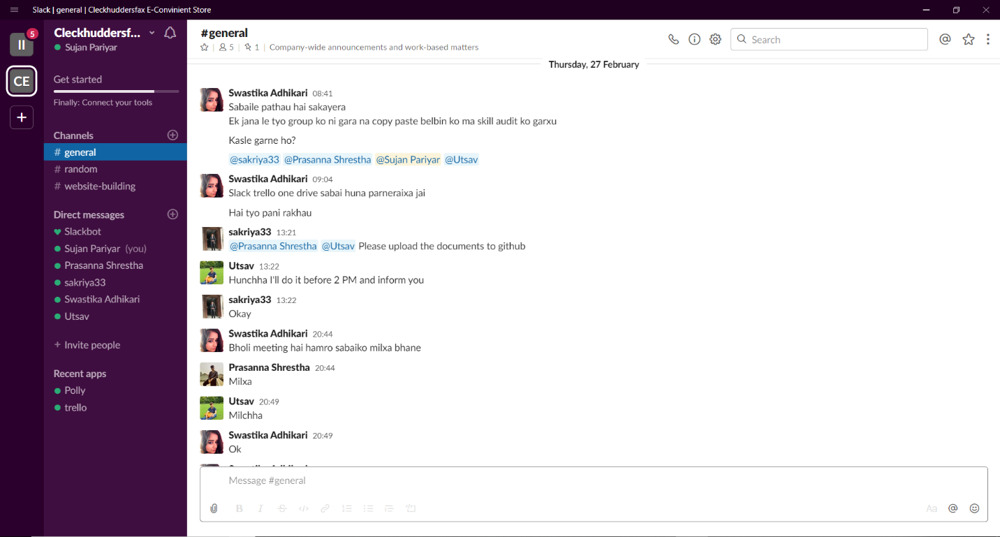 Slack | general | Cleckhuddersfax E-Convinient Store
5
II
CE
Cleckhuddersf...
Sujan Pariyar
Get started
Finally: Connect your tools
Channels
# general
# random
# website-building
Direct messages
Slackbot
Sujan Pariyar (you)
Prasanna Shrestha
sakriya33
Swastika Adhikari
Utsav
+ Invite people
Recent apps
Polly
trello
#general
5 | 1 | Company-wide announcements and work-based matters
Search
Thursday, 27 February
Swastika Adhikari 08:41
Sabaile pathau hai sakayera
Ek jana le tyo group ko ni gara na copy paste belbin ko ma skill audit ko garxu
Kasle garne ho?
@sakriya33 @Prasanna Shrestha @Sujan Pariyar @Utsav
Swastika Adhikari 09:04
Slack trello one drive sabai huna parneraixa jai
Hai tyo pani rakhau
sakriya33 13:21
@Prasanna Shrestha @Utsav Please upload the documents to github
Utsav 13:22
Hunchha I'll do it before 2 PM and inform you
sakriya33 13:22
Okay
Swastika Adhikari 20:44
Bholi meeting hai hamro sabaiko milxa bhane
Prasanna Shrestha 20:44
Milxa
Utsav 20:49
Milchha
Swastika Adhikari 20:49
Ok
Message #general
B I S Aa @